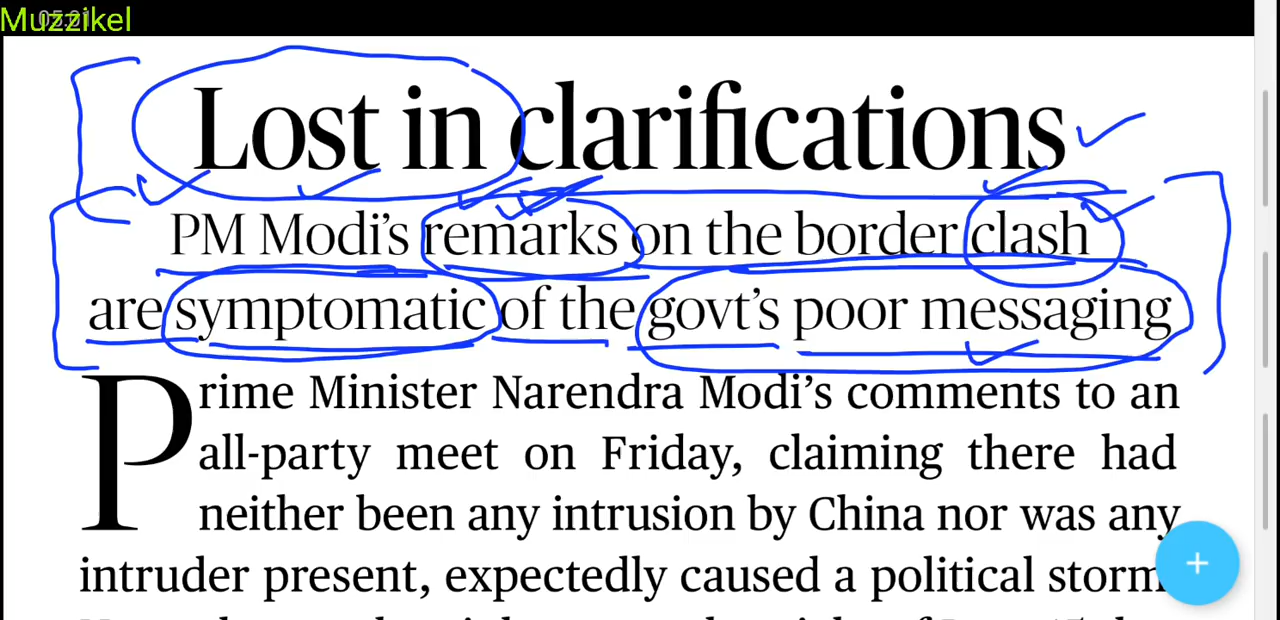 Muzzikel
Lost in clarifications
PM Modi's remarks on the border clash
are symptomatic of the govt's poor messaging
Prime Minister Narendra Modi's comments to an
all-party meet on Friday, claiming there had
neither been any intrusion by China nor was any
intruder present, expectedly caused a political storm